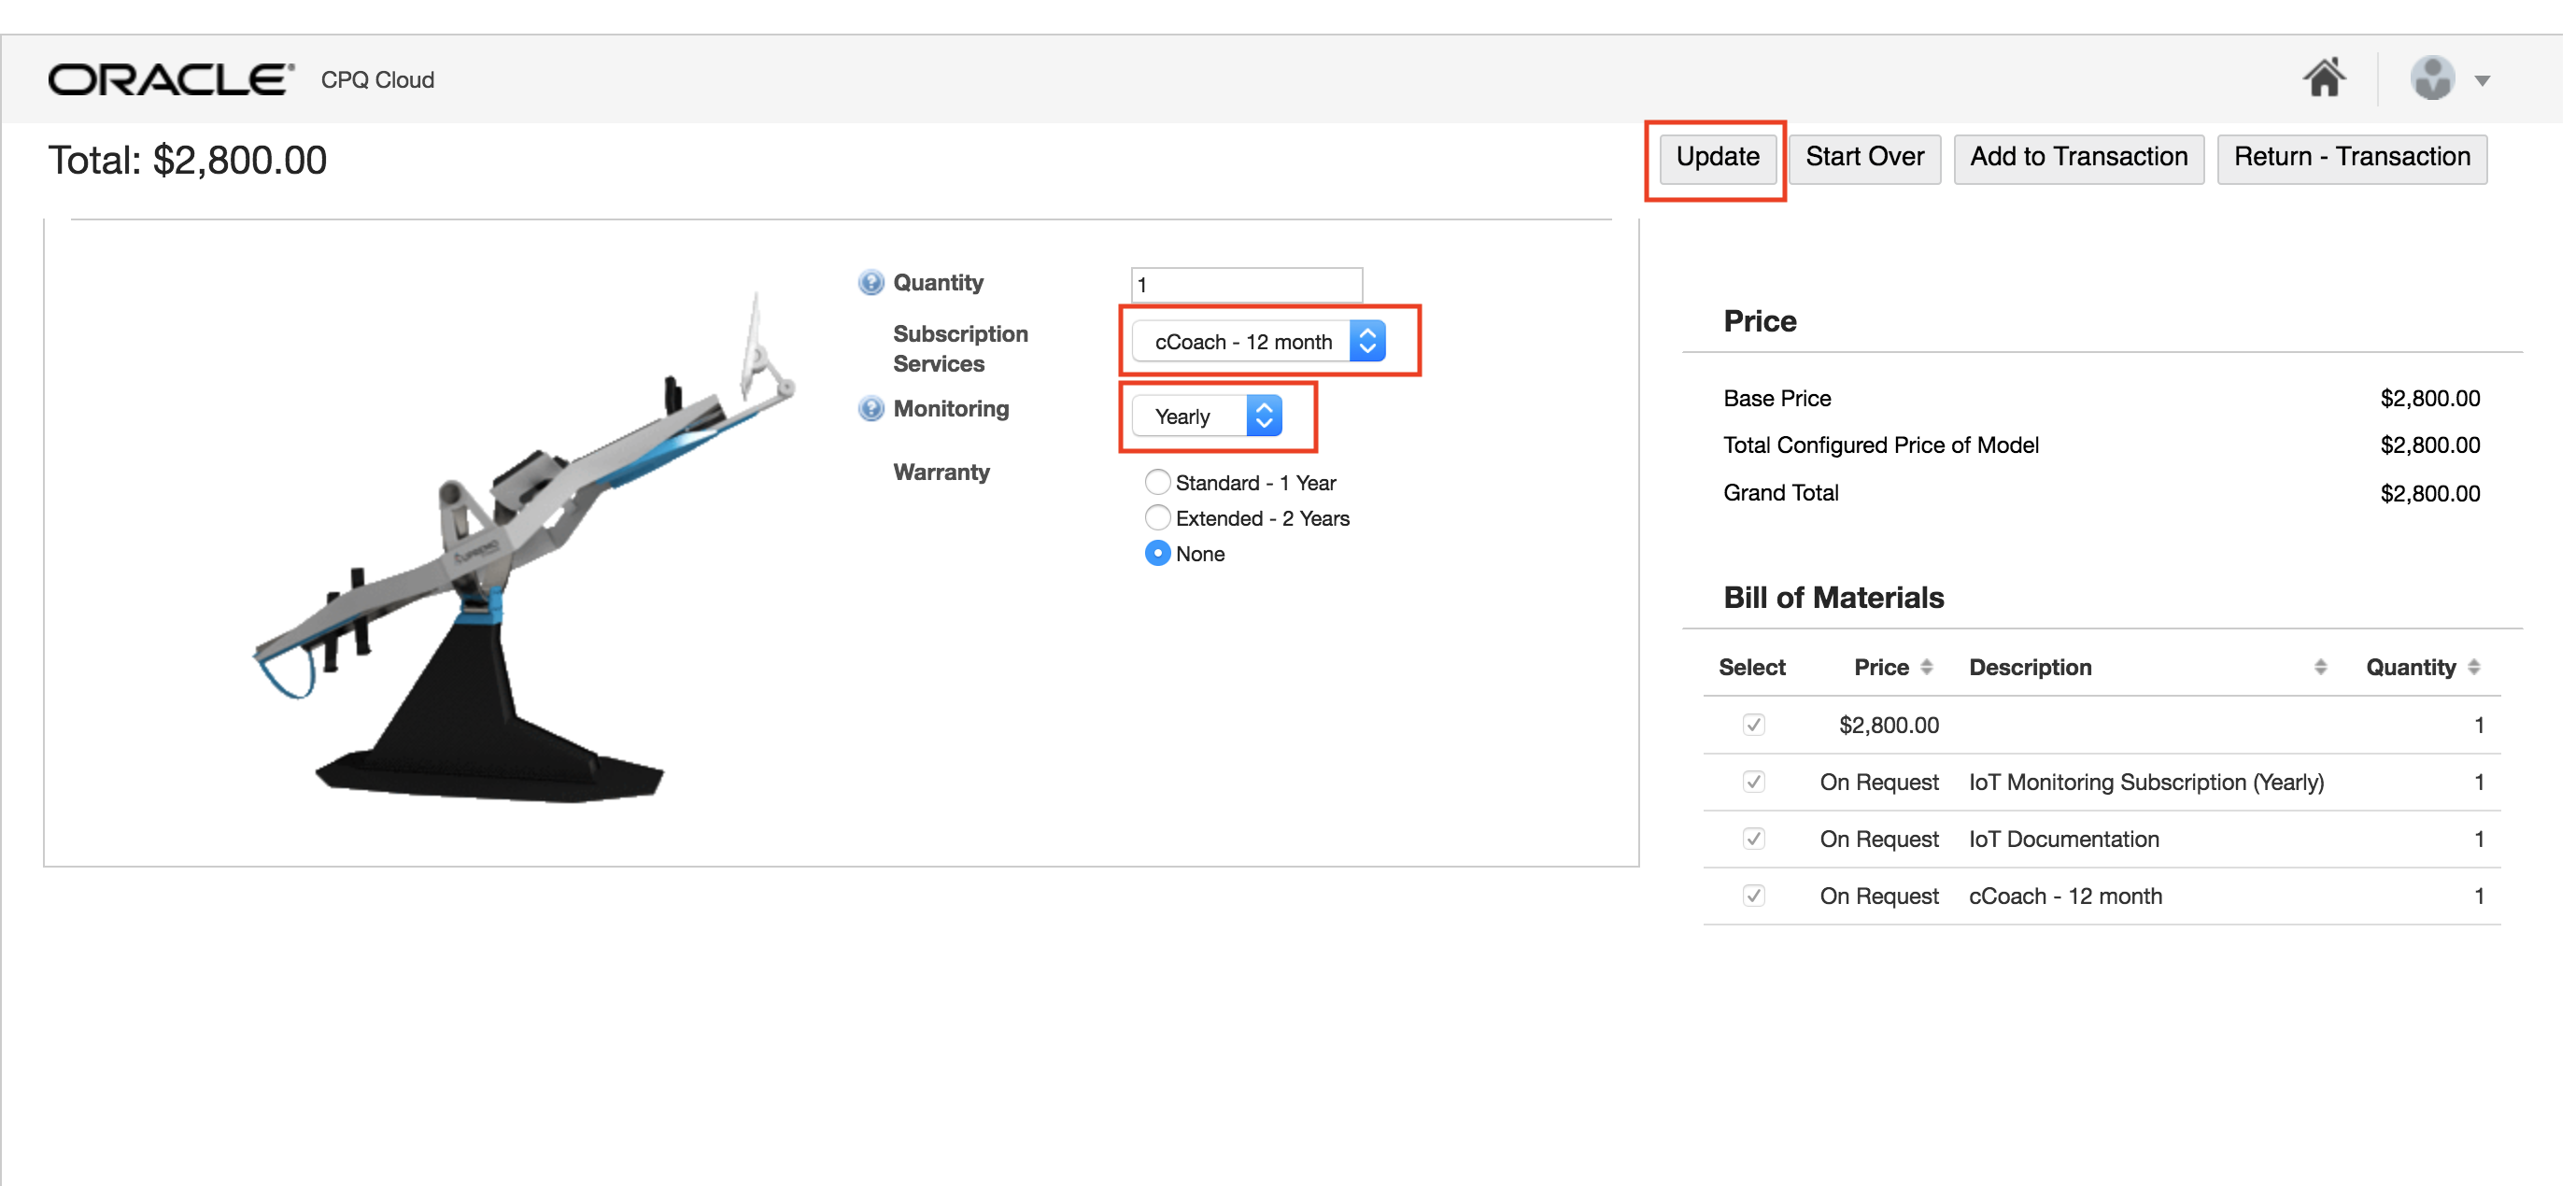 ORACLE CPQ Cloud
Total: $2,800.00
Update Start Over Add to Transaction Return - Transaction
Quantity 1
Subscription Services cCoach - 12 month
Monitoring Yearly
Warranty
Standard - 1 Year
Extended - 2 Years
None
Price
Base Price $2,800.00
Total Configured Price of Model $2,800.00
Grand Total $2,800.00
Bill of Materials
Select Price Description Quantity
$2,800.00 1
On Request IoT Monitoring Subscription (Yearly) 1
On Request IoT Documentation 1
On Request cCoach - 12 month 1